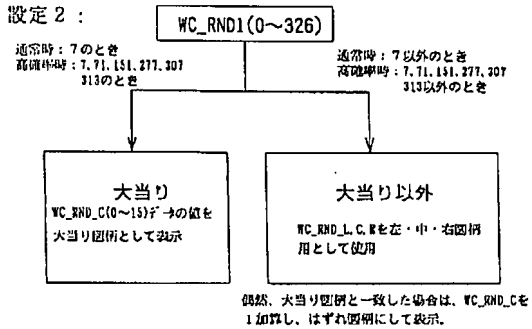 設定2：
WC_RND1(0〜326)
通常時：7のとき
高確率時：7,71,151,277,307
313のとき
通常時：7以外のとき
高確率時：7,71,151,277,307
313以外のとき
大当り
WC_RND_C(0〜15)データの値を
大当り図柄として表示
大当り以外
WC_RND_L,C,Rを左・中・右図柄
用として使用
偶然、大当り図柄と一致した場合は、WC_RND_Cを
1加算し、はずれ図柄にして表示。